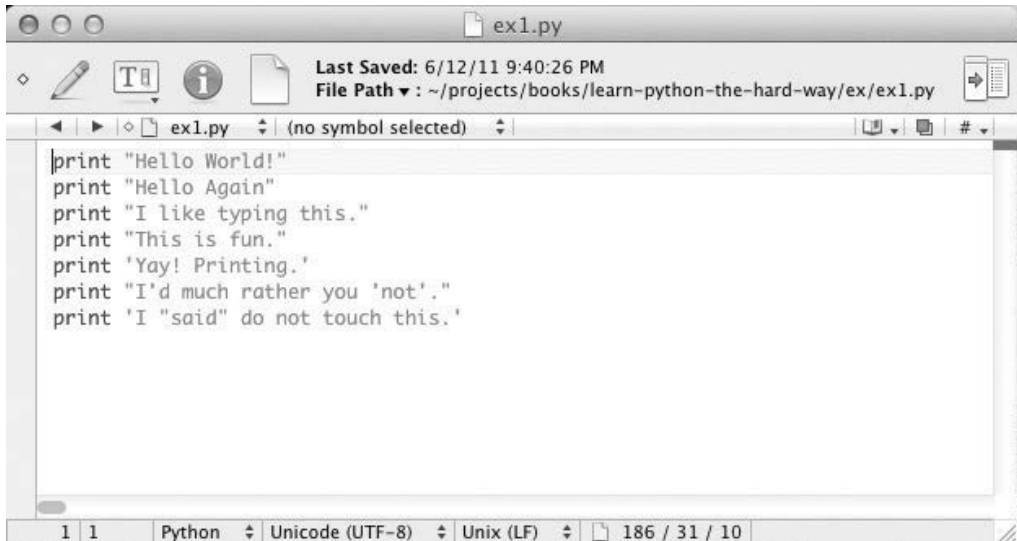 ex1.py
Last Saved: 6/12/11 9:40:26 PM
File Path ▾ : ~/projects/books/learn-python-the-hard-way/ex/ex1.py
ex1.py (no symbol selected) #
print "Hello World!"
print "Hello Again"
print "I like typing this."
print "This is fun."
print 'Yay! Printing.'
print "I'd much rather you 'not'."
print 'I "said" do not touch this.'
1 1 Python Unicode (UTF-8) Unix (LF) 186 / 31 / 10